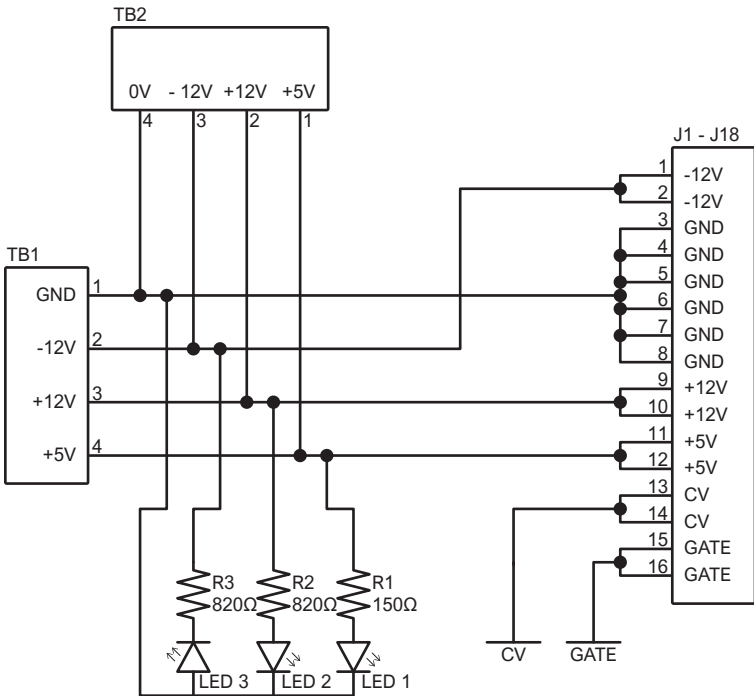 TB2
0V - 12V +12V +5V
4 3 2 1
J1 - J18
1 -12V
2 -12V
3 GND
4 GND
5 GND
6 GND
7 GND
8 GND
9 +12V
10 +12V
11 +5V
12 +5V
13 CV
14 CV
15 GATE
16 GATE
TB1
GND 1
-12V 2
+12V 3
+5V 4
R3
820Ω
R2
820Ω
R1
150Ω
LED 3
LED 2
LED 1
CV
GATE